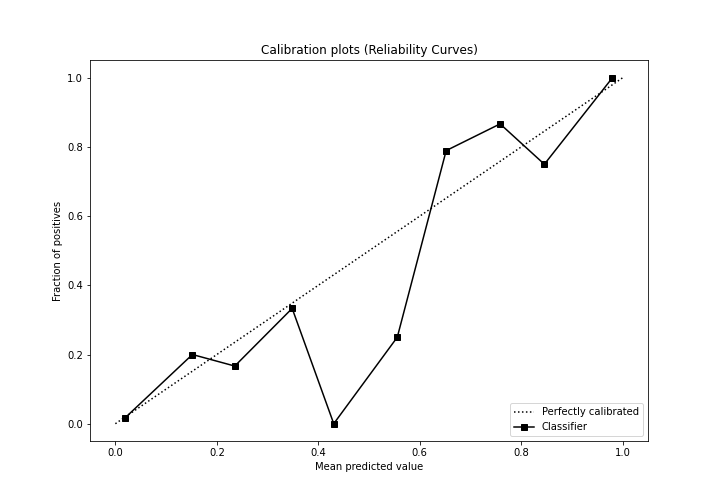 Calibration plots (Reliability Curves)
Fraction of positives
1.0
0.8
0.6
0.4
0.2
0.0
Perfectly calibrated
Classifier
0.0 0.2 0.4 0.6 0.8 1.0
Mean predicted value